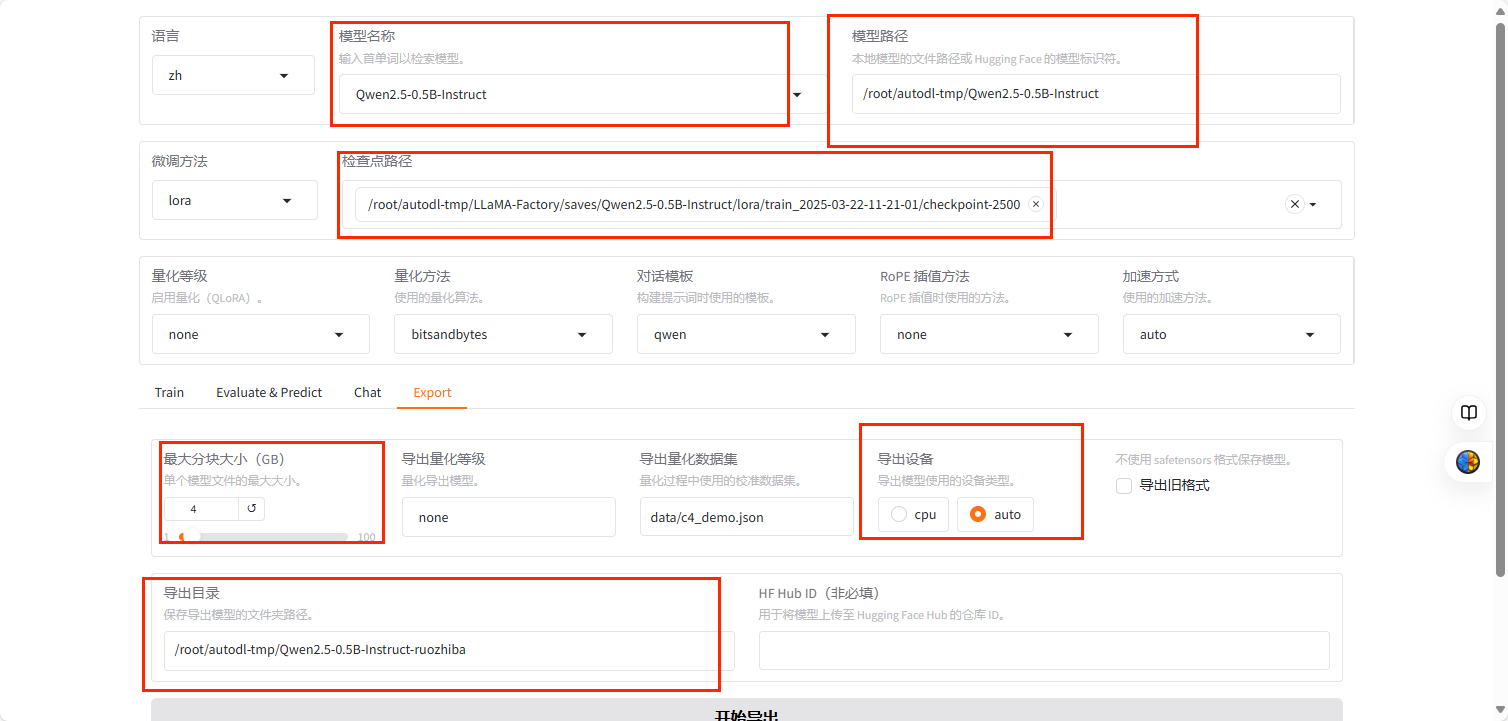 语言
zh
模型名称
输入首单词以检索模型。
Qwen2.5-0.5B-Instruct
模型路径
本地模型的文件路径或 Hugging Face 的模型标识符。
/root/autodl-tmp/Qwen2.5-0.5B-Instruct
微调方法
lora
检查点路径
/root/autodl-tmp/LLaMA-Factory/saves/Qwen2.5-0.5B-Instruct/lora/train_2025-03-22-11-21-01/checkpoint-2500
量化等级
启用量化（QLoRA）。
none
量化方法
使用的量化算法。
bitsandbytes
对话模板
构建提示词时使用的模板。
qwen
RoPE 插值方法
RoPE 插值时使用的方法。
none
加速方式
使用的加速方法。
auto
Train Evaluate & Predict Chat Export
最大分块大小（GB）
单个模型文件的最大大小。
4
1 100
导出量化等级
量化导出模型。
none
导出量化数据集
量化过程中使用的校准数据集。
data/c4_demo.json
导出设备
导出模型使用的设备类型。
cpu auto
不使用 safetensors 格式保存模型。
导出旧格式
导出目录
保存导出模型的文件夹路径。
/root/autodl-tmp/Qwen2.5-0.5B-Instruct-ruozhiba
HF Hub ID（非必填）
用于将模型上传至 Hugging Face Hub 的仓库 ID。
开始导出